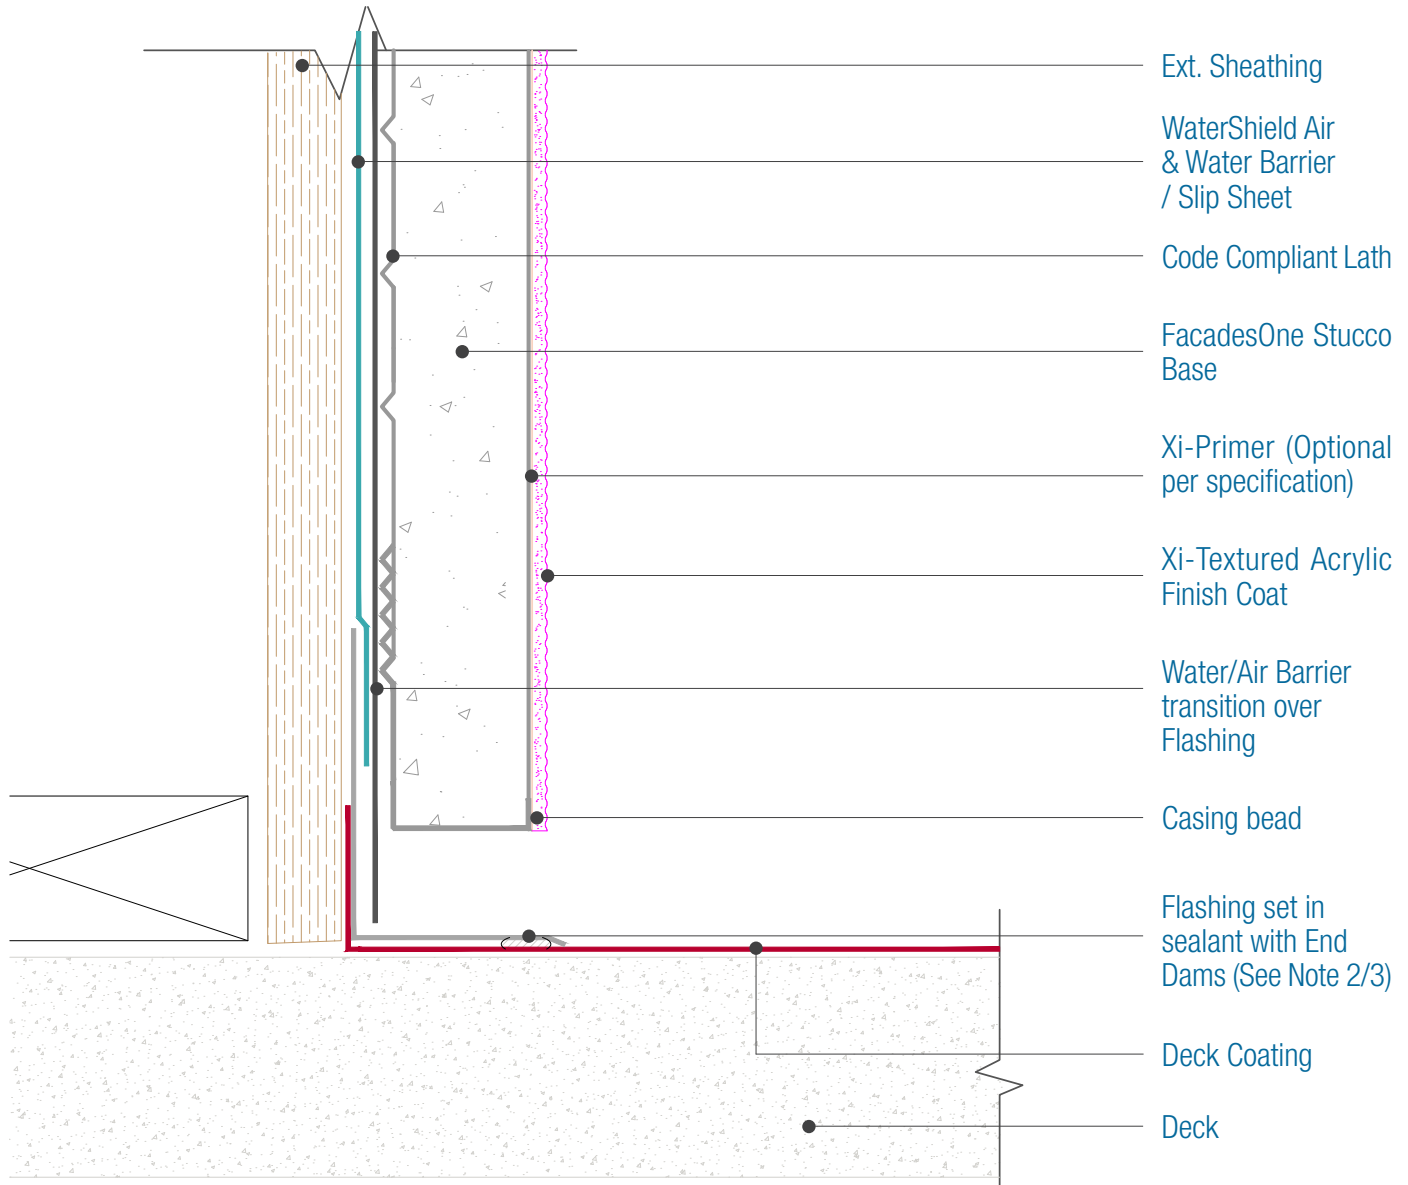 Ext. Sheathing
WaterShield Air
& Water Barrier
/ Slip Sheet
Code Compliant Lath
FacadesOne Stucco
Base
Xi-Primer (Optional
per specification)
Xi-Textured Acrylic
Finish Coat
Water/Air Barrier
transition over
Flashing
Casing bead
Flashing set in
sealant with End
Dams (See Note 2/3)
Deck Coating
Deck